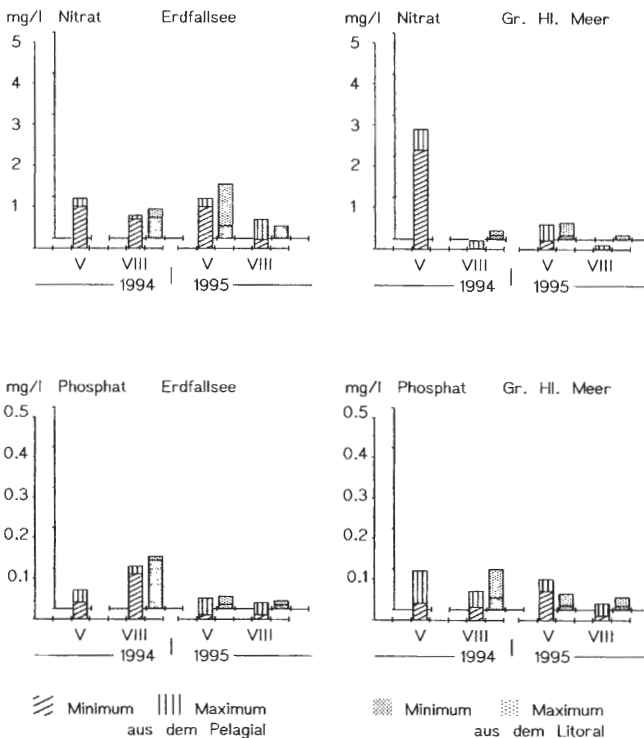 mg/l Nitrat Erdfallsee
5
4
3
2
1
V VIII V VIII
1994 1995
mg/l Nitrat Gr. Hl. Meer
5
4
3
2
1
V VIII V VIII
1994 1995
mg/l Phosphat Erdfallsee
0.5
0.4
0.3
0.2
0.1
V VIII V VIII
1994 1995
mg/l Phosphat Gr. Hl. Meer
0.5
0.4
0.3
0.2
0.1
V VIII V VIII
1994 1995
Minimum Maximum
aus dem Pelagial
Minimum Maximum
aus dem Litoral